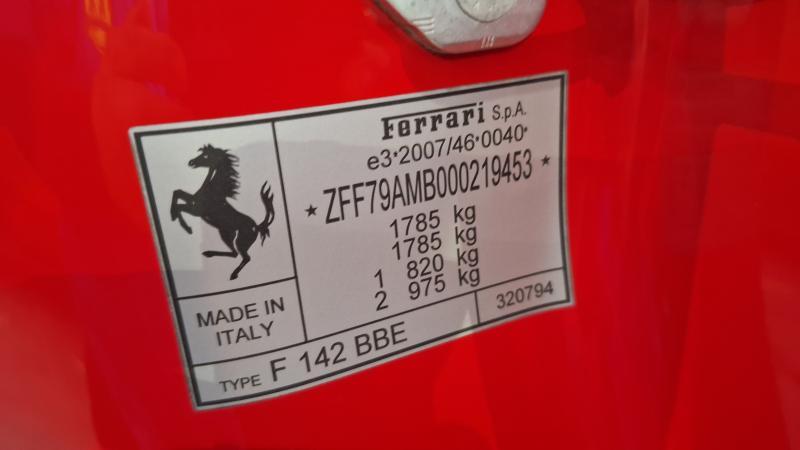 Ferrari S.p.A.
e3*2007/46*0040*
* ZFF79AMB000219453 *
1785 kg
1785 kg
1 820 kg
2 975 kg
MADE IN
ITALY
320794
TYPE F 142 BBE